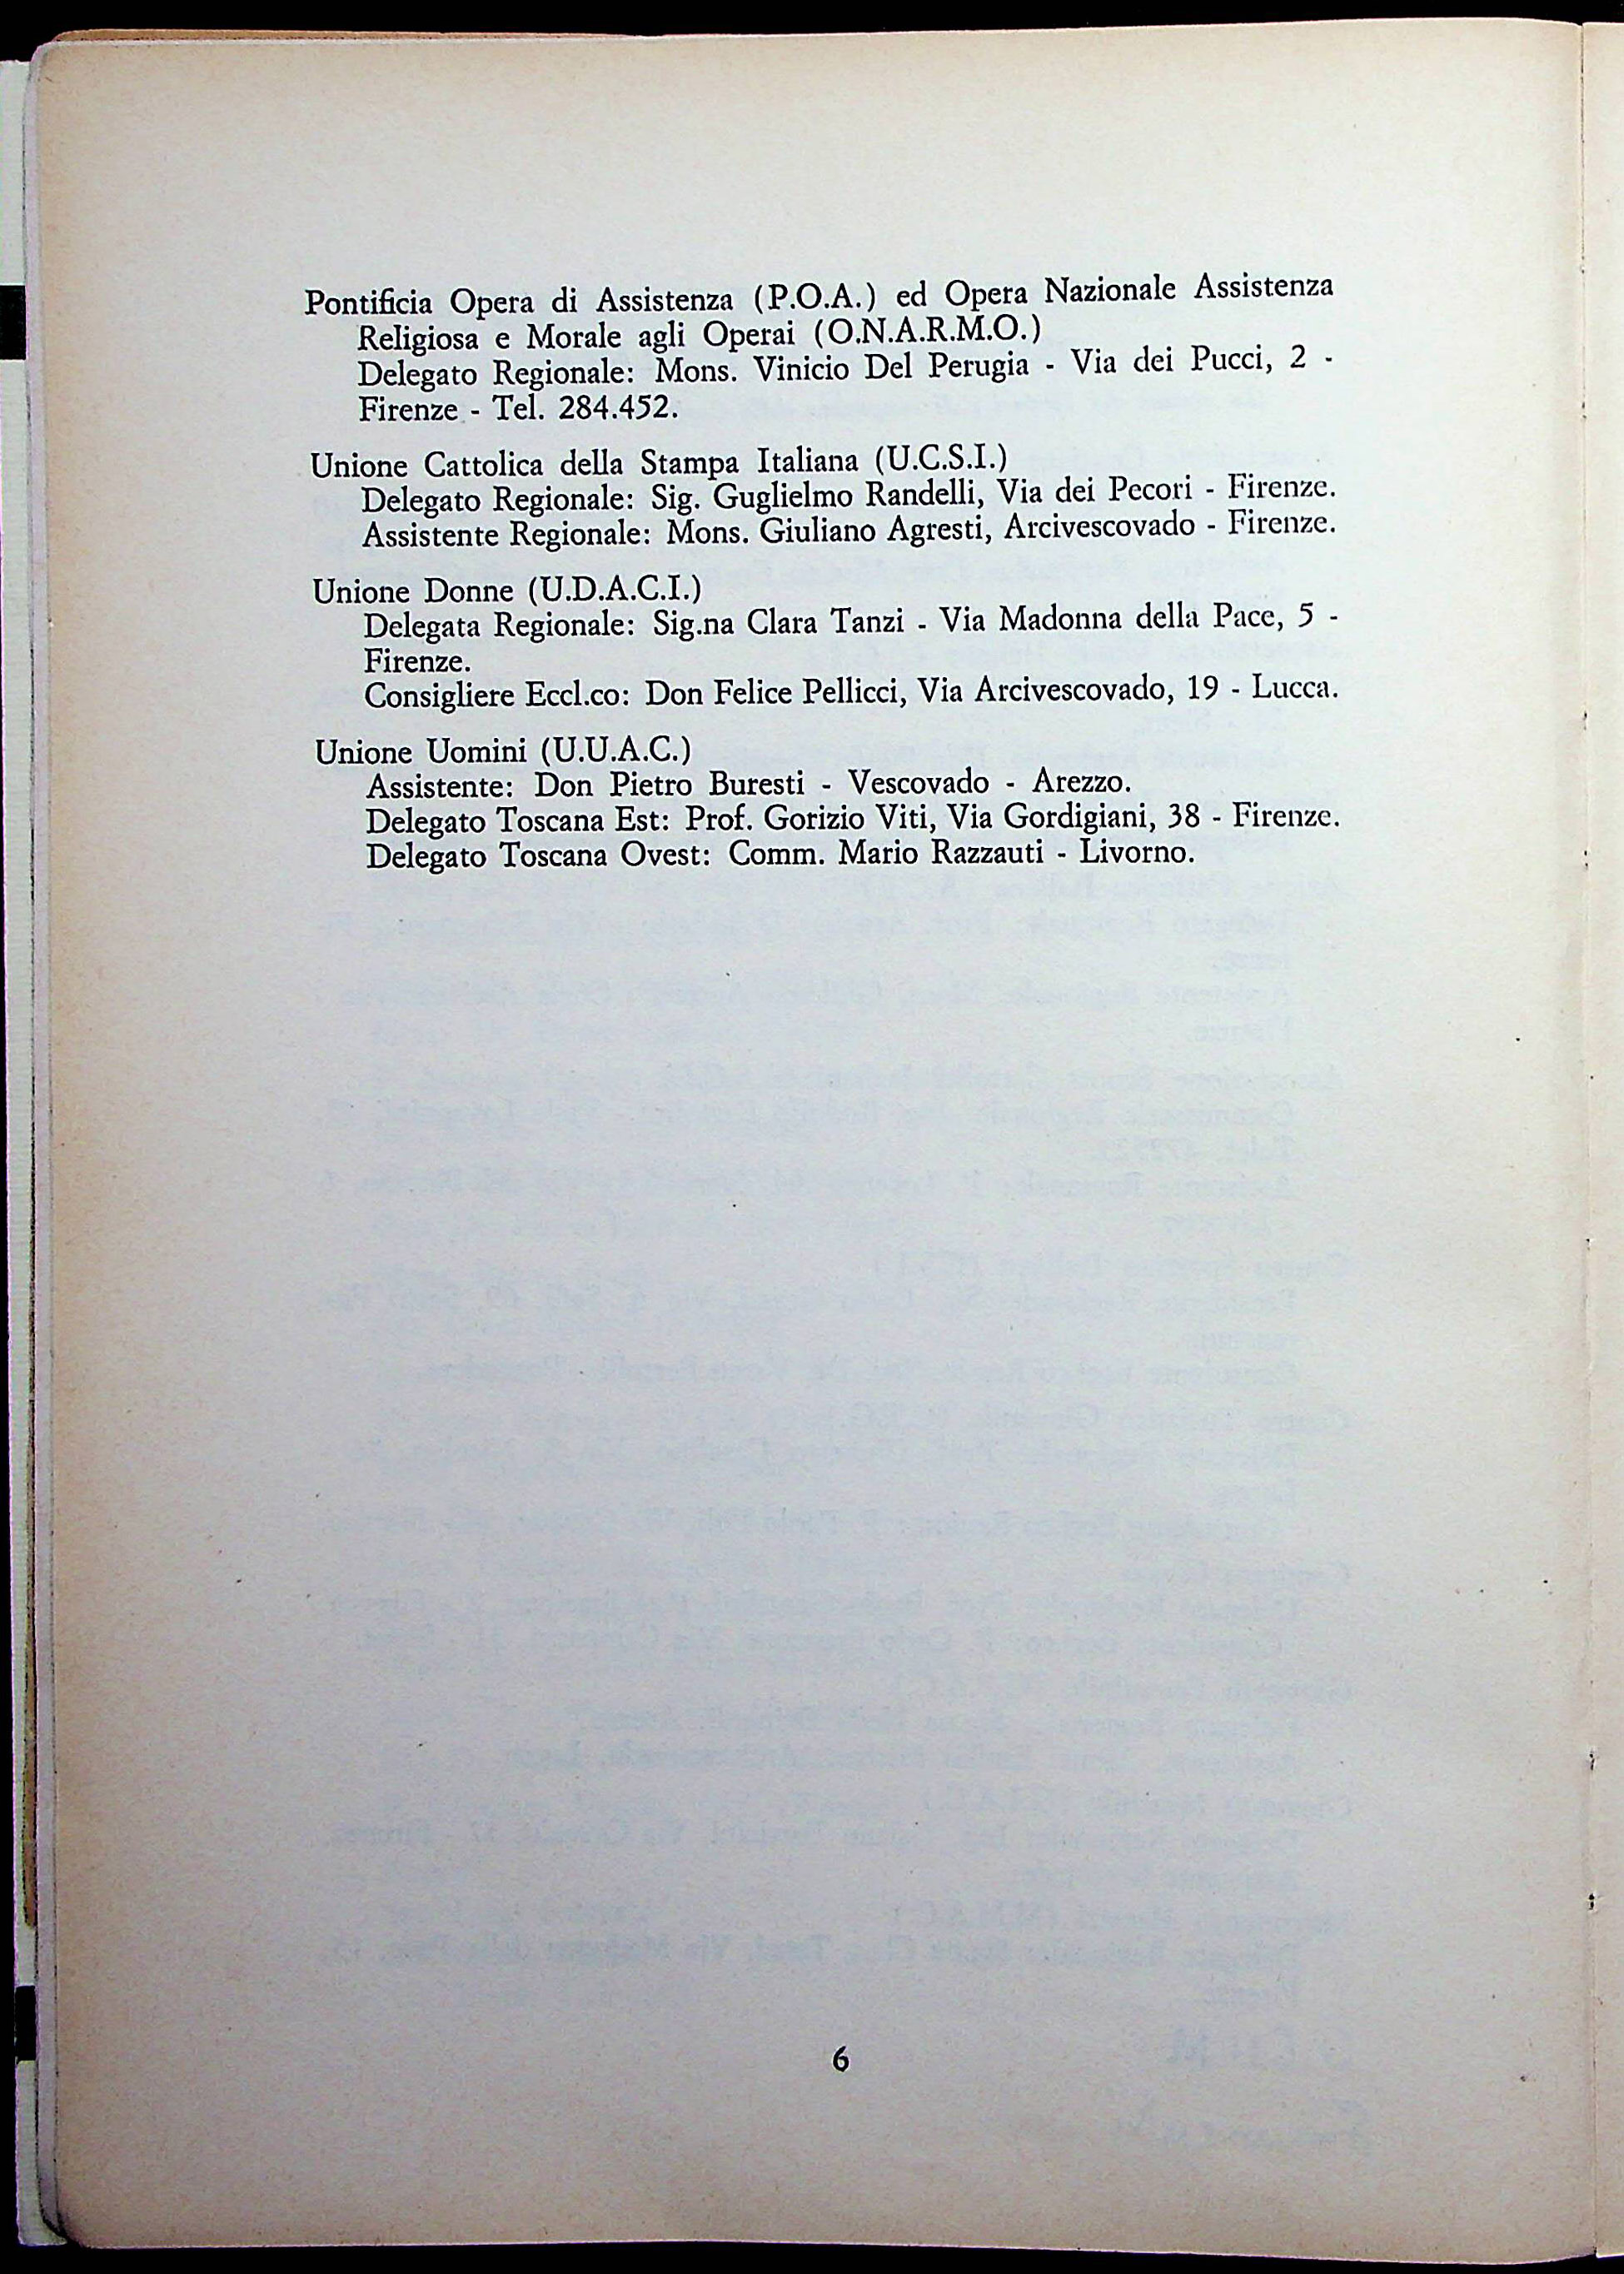 Pontificia Opera di Assistenza (P.O.A.) ed Opera Nazionale Assistenza
Religiosa e Morale agli Operai (O.N.A.R.M.O.)
Delegato Regionale: Mons. Vinicio Del Perugia - Via dei Pucci, 2 -
Firenze - Tel. 284.452.
Unione Cattolica della Stampa Italiana (U.C.S.I.)
Delegato Regionale: Sig. Guglielmo Randelli, Via dei Pecori - Firenze.
Assistente Regionale: Mons. Giuliano Agresti, Arcivescovado - Firenze.
Unione Donne (U.D.A.C.I.)
Delegata Regionale: Sig.na Clara Tanzi - Via Madonna della Pace, 5 -
Firenze.
Consigliere Eccl.co: Don Felice Pellicci, Via Arcivescovado, 19 - Lucca.
Unione Uomini (U.U.A.C.)
Assistente: Don Pietro Buresti - Vescovado - Arezzo.
Delegato Toscana Est: Prof. Gorizio Viti, Via Gordigiani, 38 - Firenze.
Delegato Toscana Ovest: Comm. Mario Razzauti - Livorno.
6